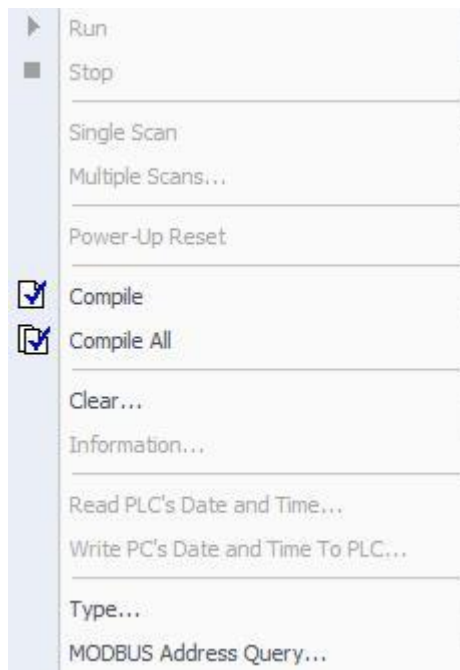 Run
Stop
Single Scan
Multiple Scans...
Power-Up Reset
Compile
Compile All
Clear...
Information...
Read PLC's Date and Time...
Write PC's Date and Time To PLC...
Type...
MODBUS Address Query...